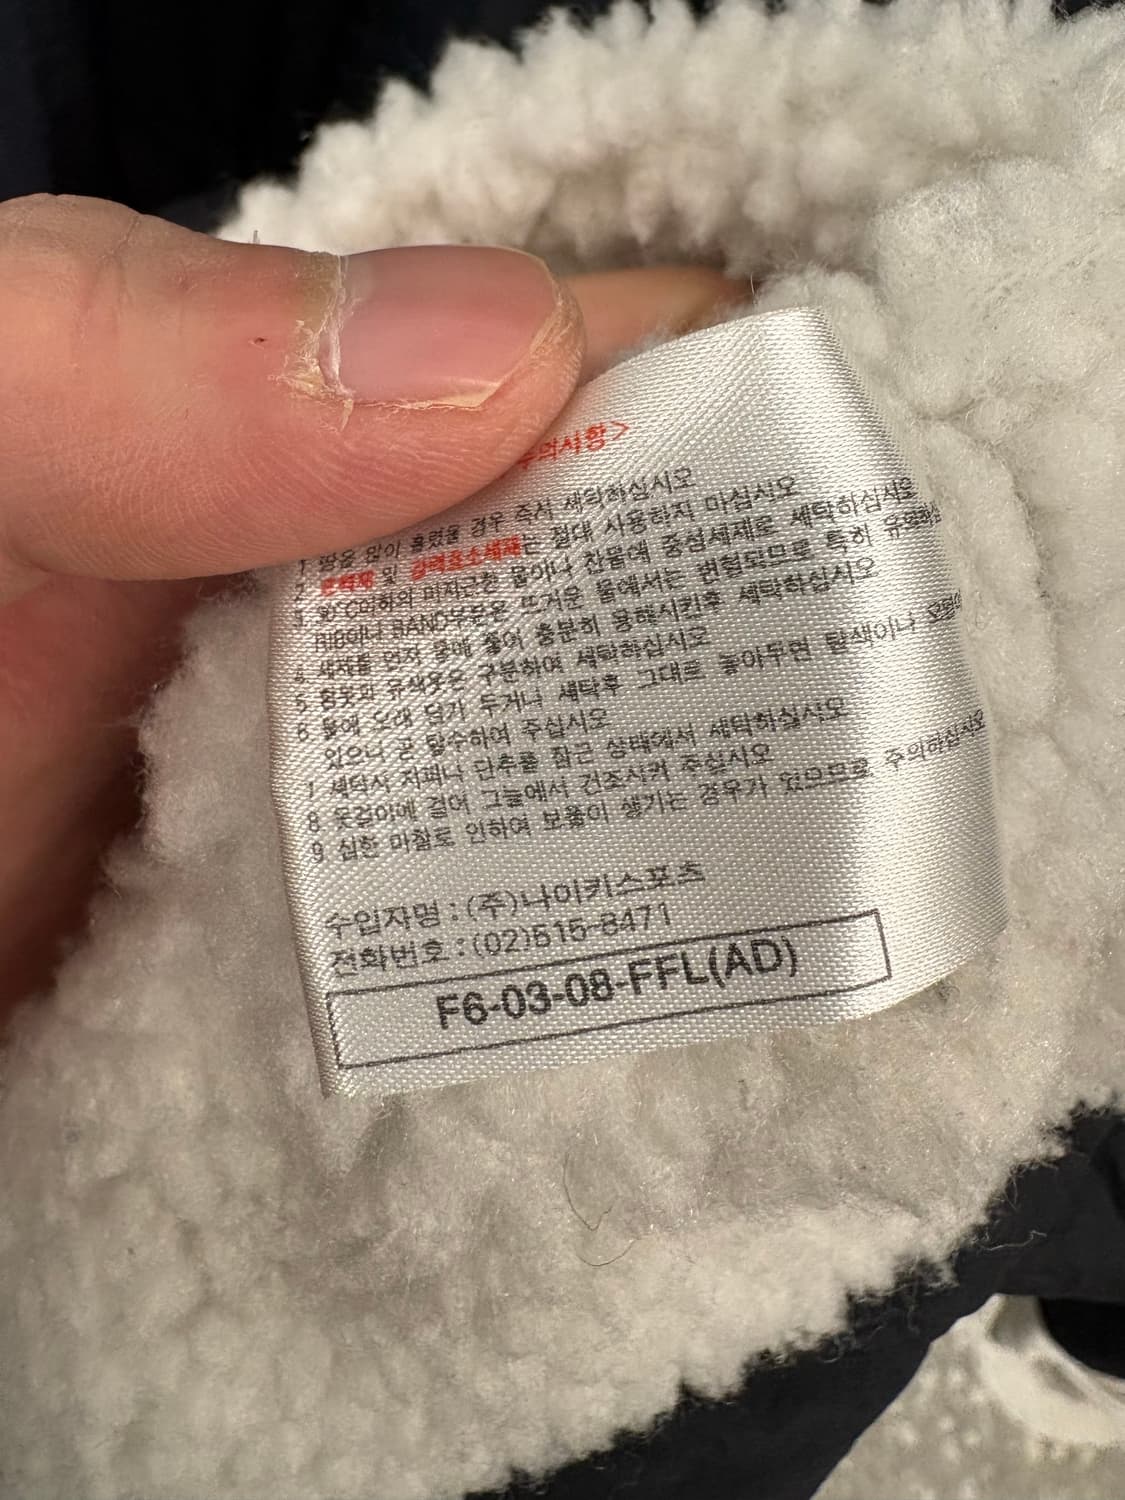 주의사항>
1 땀을 많이 흘렸을 경우 즉시 세탁하십시오
2 표백제 및 강력효소세제는 절대 사용하지 마십시오
3 30°C이하의 미지근한 물이나 찬물에 중성세제로 세탁하십시오
RIB이나 BAND부분은 뜨거운 물에서는 변형되므로 특히
4 세제를 먼저 물에 풀어 충분히 용해시킨후 세탁하십시오
5 흰옷과 유색옷은 구분하여 세탁하십시오
6 물에 오래 담가 두거나 세탁후 그대로 놓아두면 탈색이나
있으니 곧 탈수하여 주십시오
7 세탁시 지퍼나 단추를 잠근 상태에서 세탁하십시오
8 옷걸이에 걸어 그늘에서 건조시켜 주십시오
9 심한 마찰로 인하여 보풀이 생기는 경우가 있으므로 주의하십시오
수입자명 : (주)나이키스포츠
전화번호 : (02)515-8471
F6-03-08-FFL(AD)